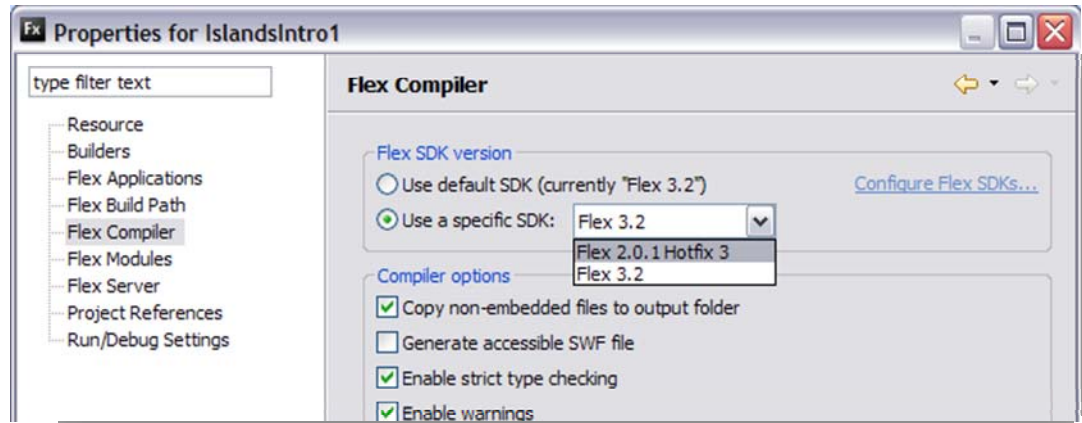 Fx Properties for IslandsIntro1
type filter text
Resource
Builders
Flex Applications
Flex Build Path
Flex Compiler
Flex Modules
Flex Server
Project References
Run/Debug Settings
Flex Compiler
Flex SDK version
Use default SDK (currently "Flex 3.2")
Configure Flex SDKs...
Use a specific SDK: Flex 3.2
Flex 2.0.1 Hotfix 3
Flex 3.2
Compiler options
Copy non-embedded files to output folder
Generate accessible SWF file
Enable strict type checking
Enable warnings